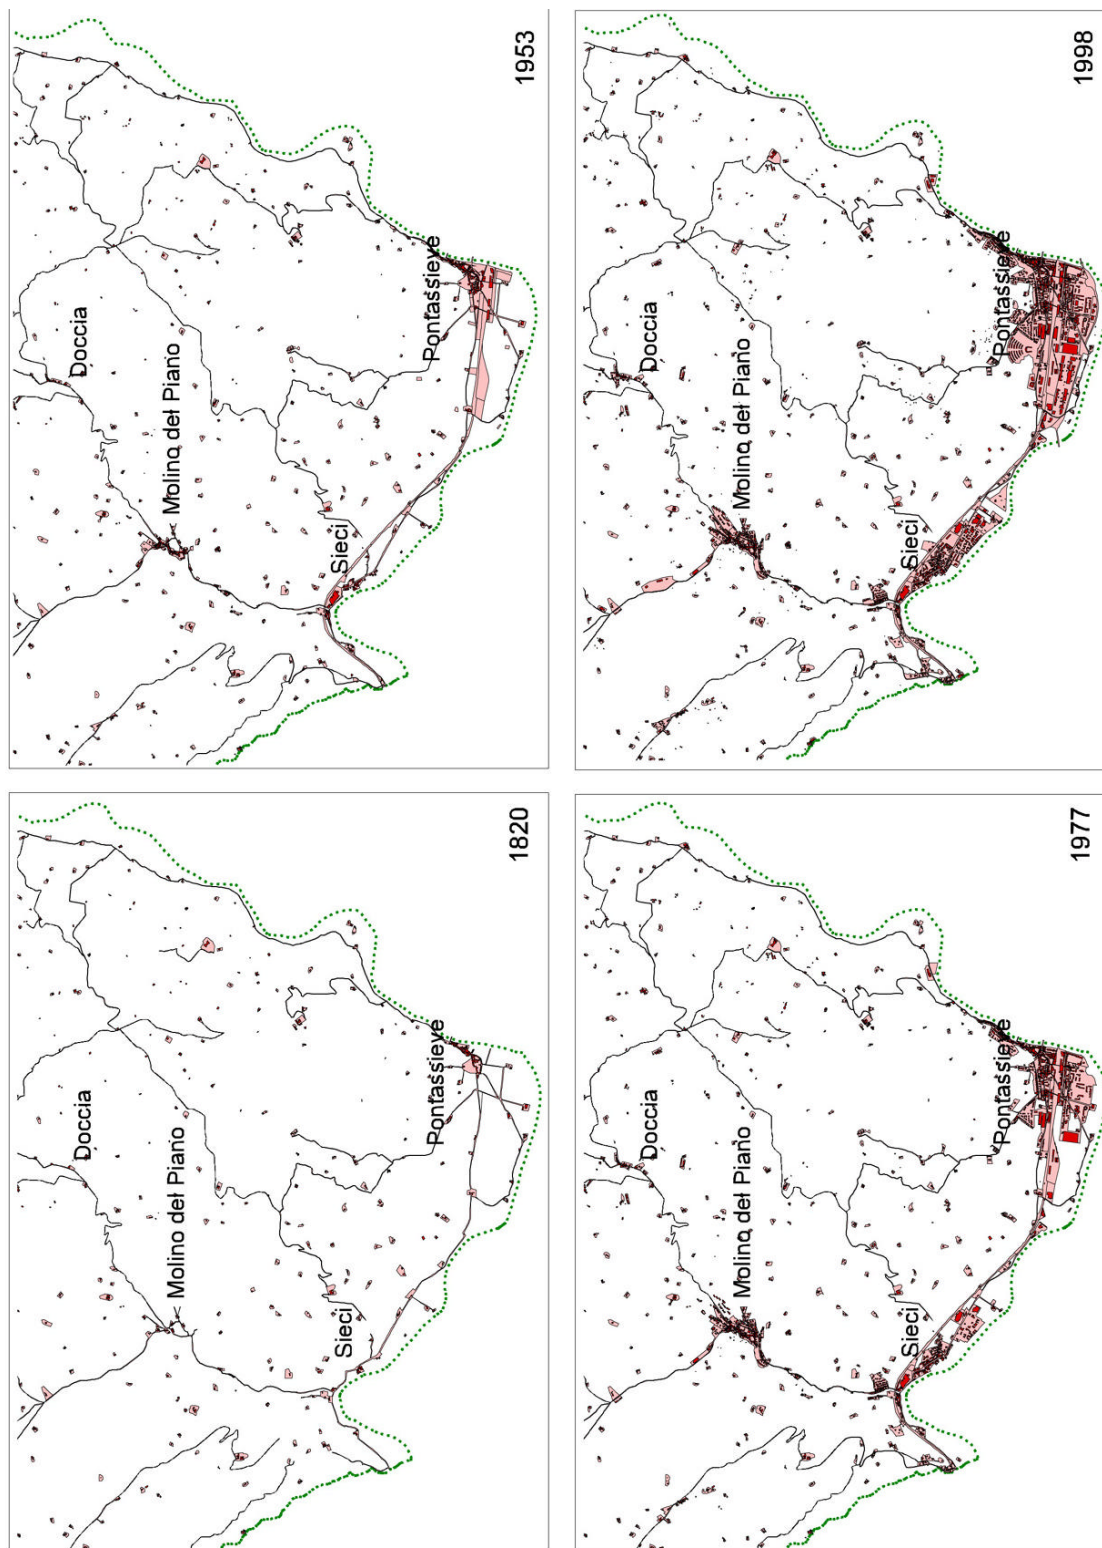 Doccia
Molino del Piano
Sieci
Pontassieve
1820
Doccia
Molino del Piano
Sieci
Pontassieve
1953
Doccia
Molino del Piano
Sieci
Pontassieve
1977
Doccia
Molino del Piano
Sieci
Pontassieve
1998